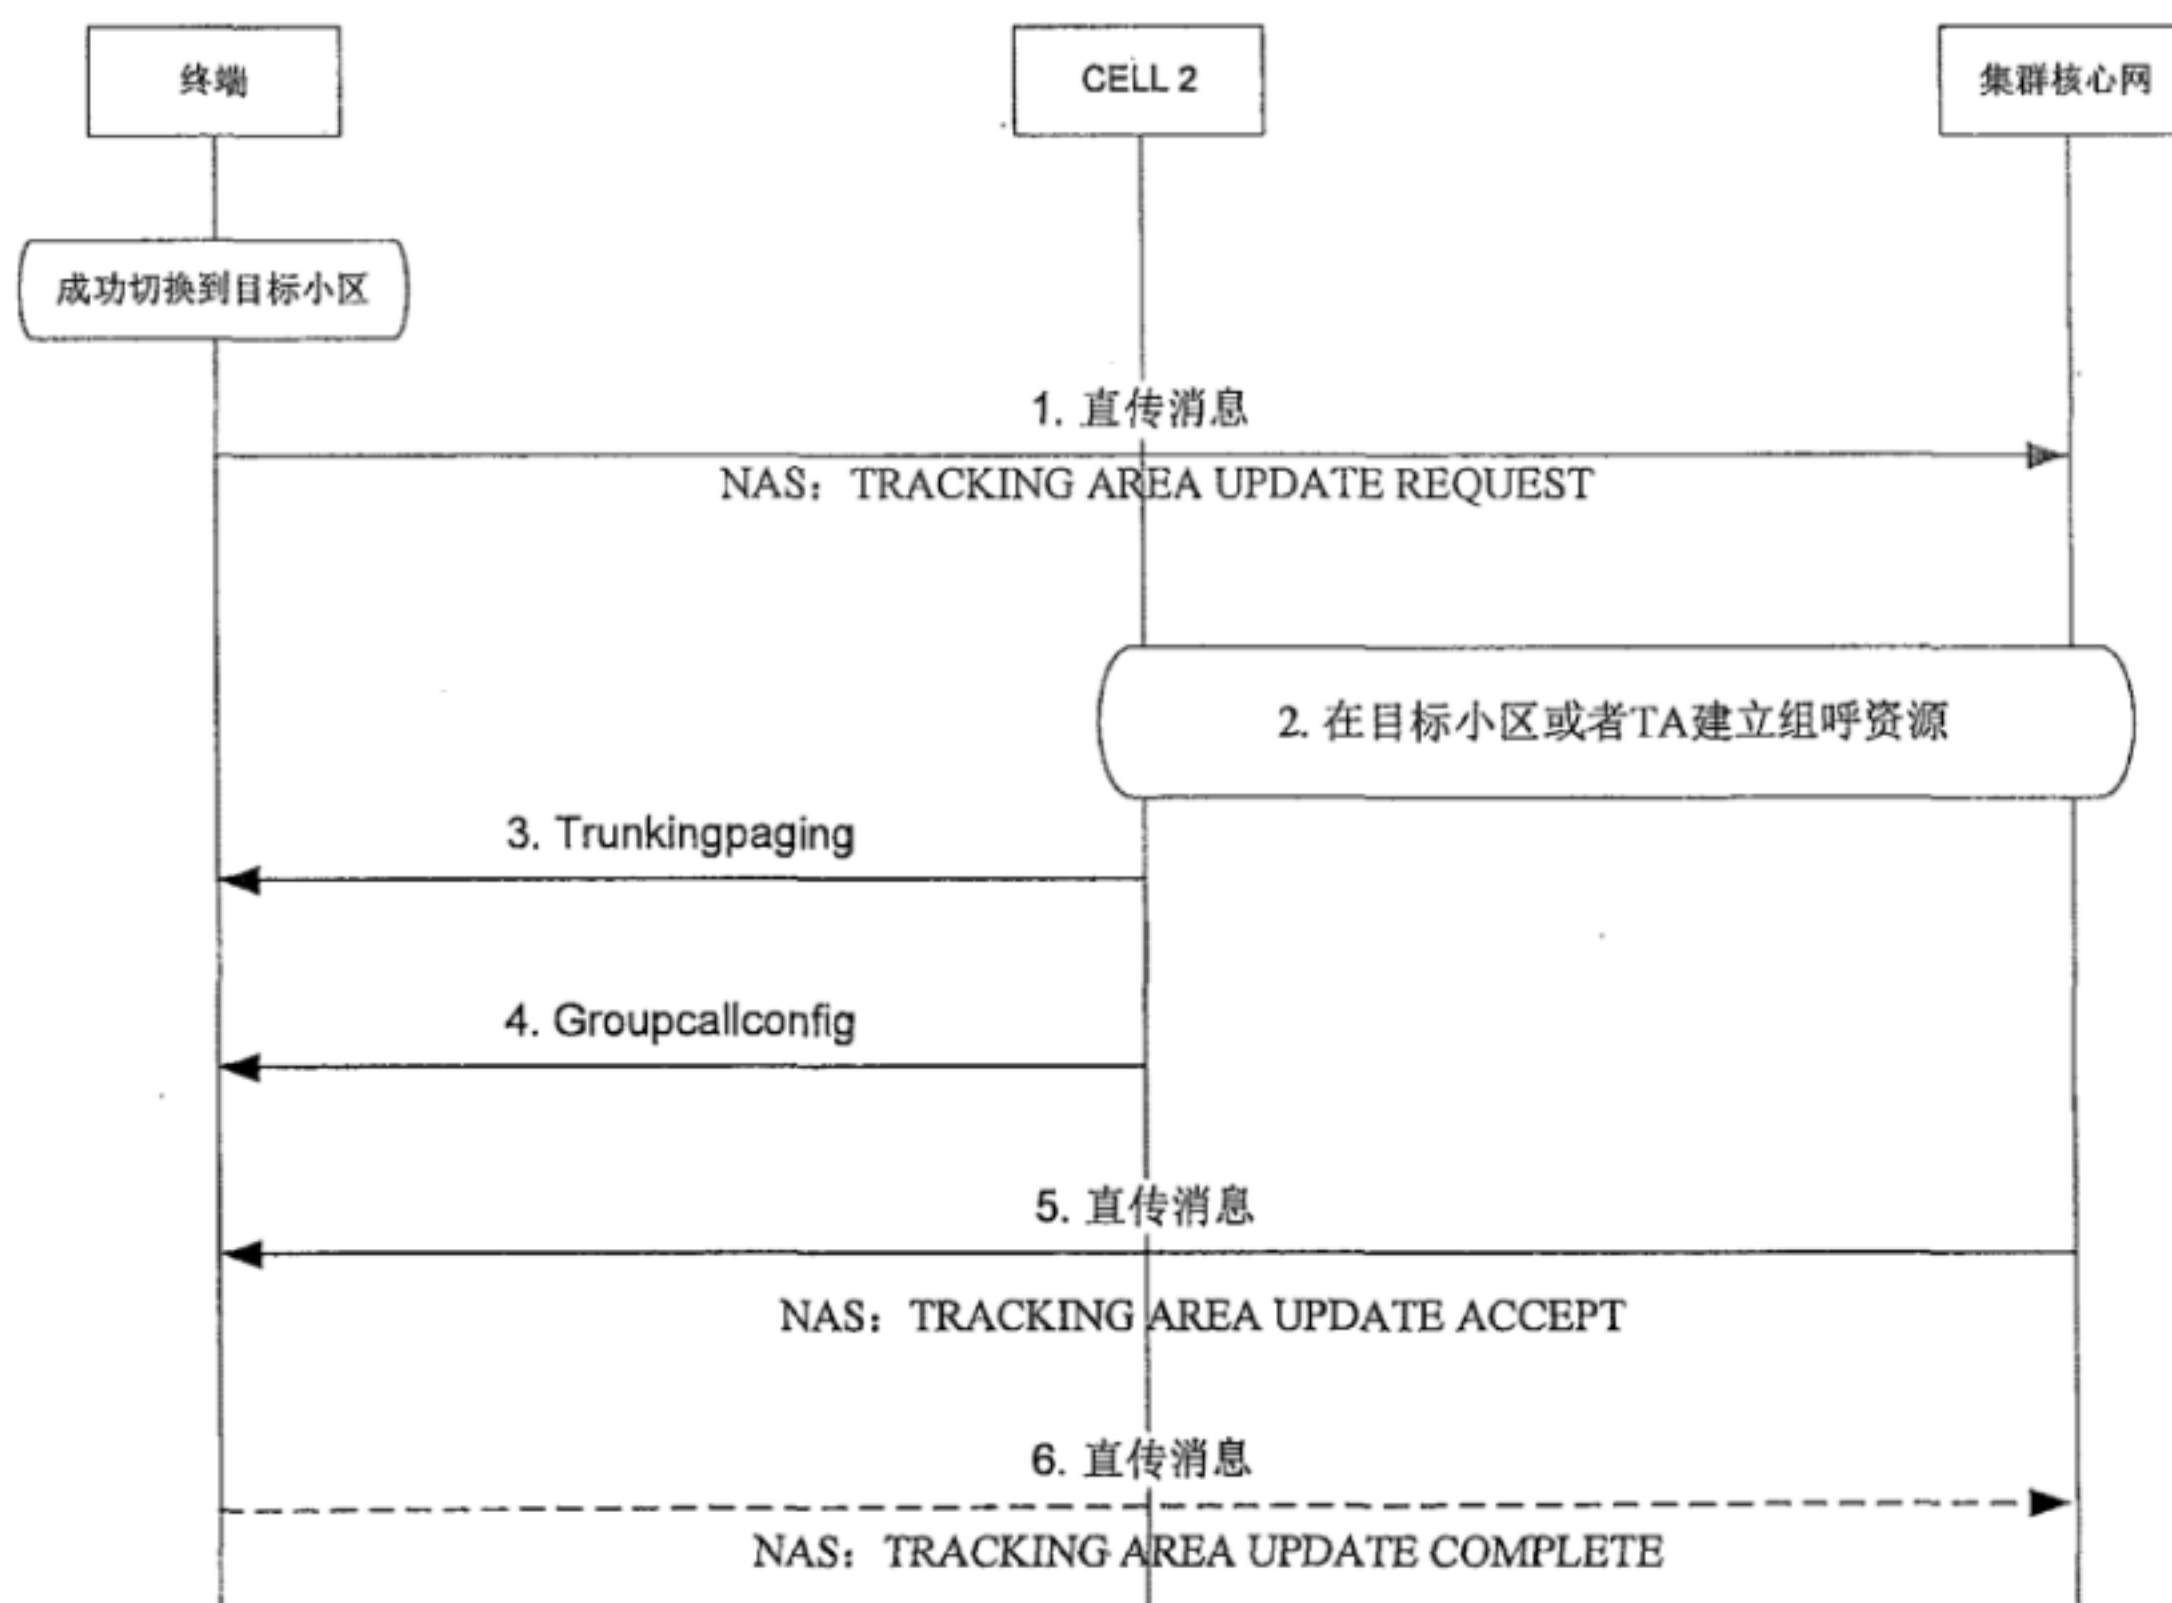 终端
CELL 2
集群核心网
成功切换到目标小区
1. 直传消息
NAS：TRACKING AREA UPDATE REQUEST
2. 在目标小区或者TA建立组呼资源
3. Trunkingpaging
4. Groupcallconfig
5. 直传消息
NAS：TRACKING AREA UPDATE ACCEPT
6. 直传消息
NAS：TRACKING AREA UPDATE COMPLETE